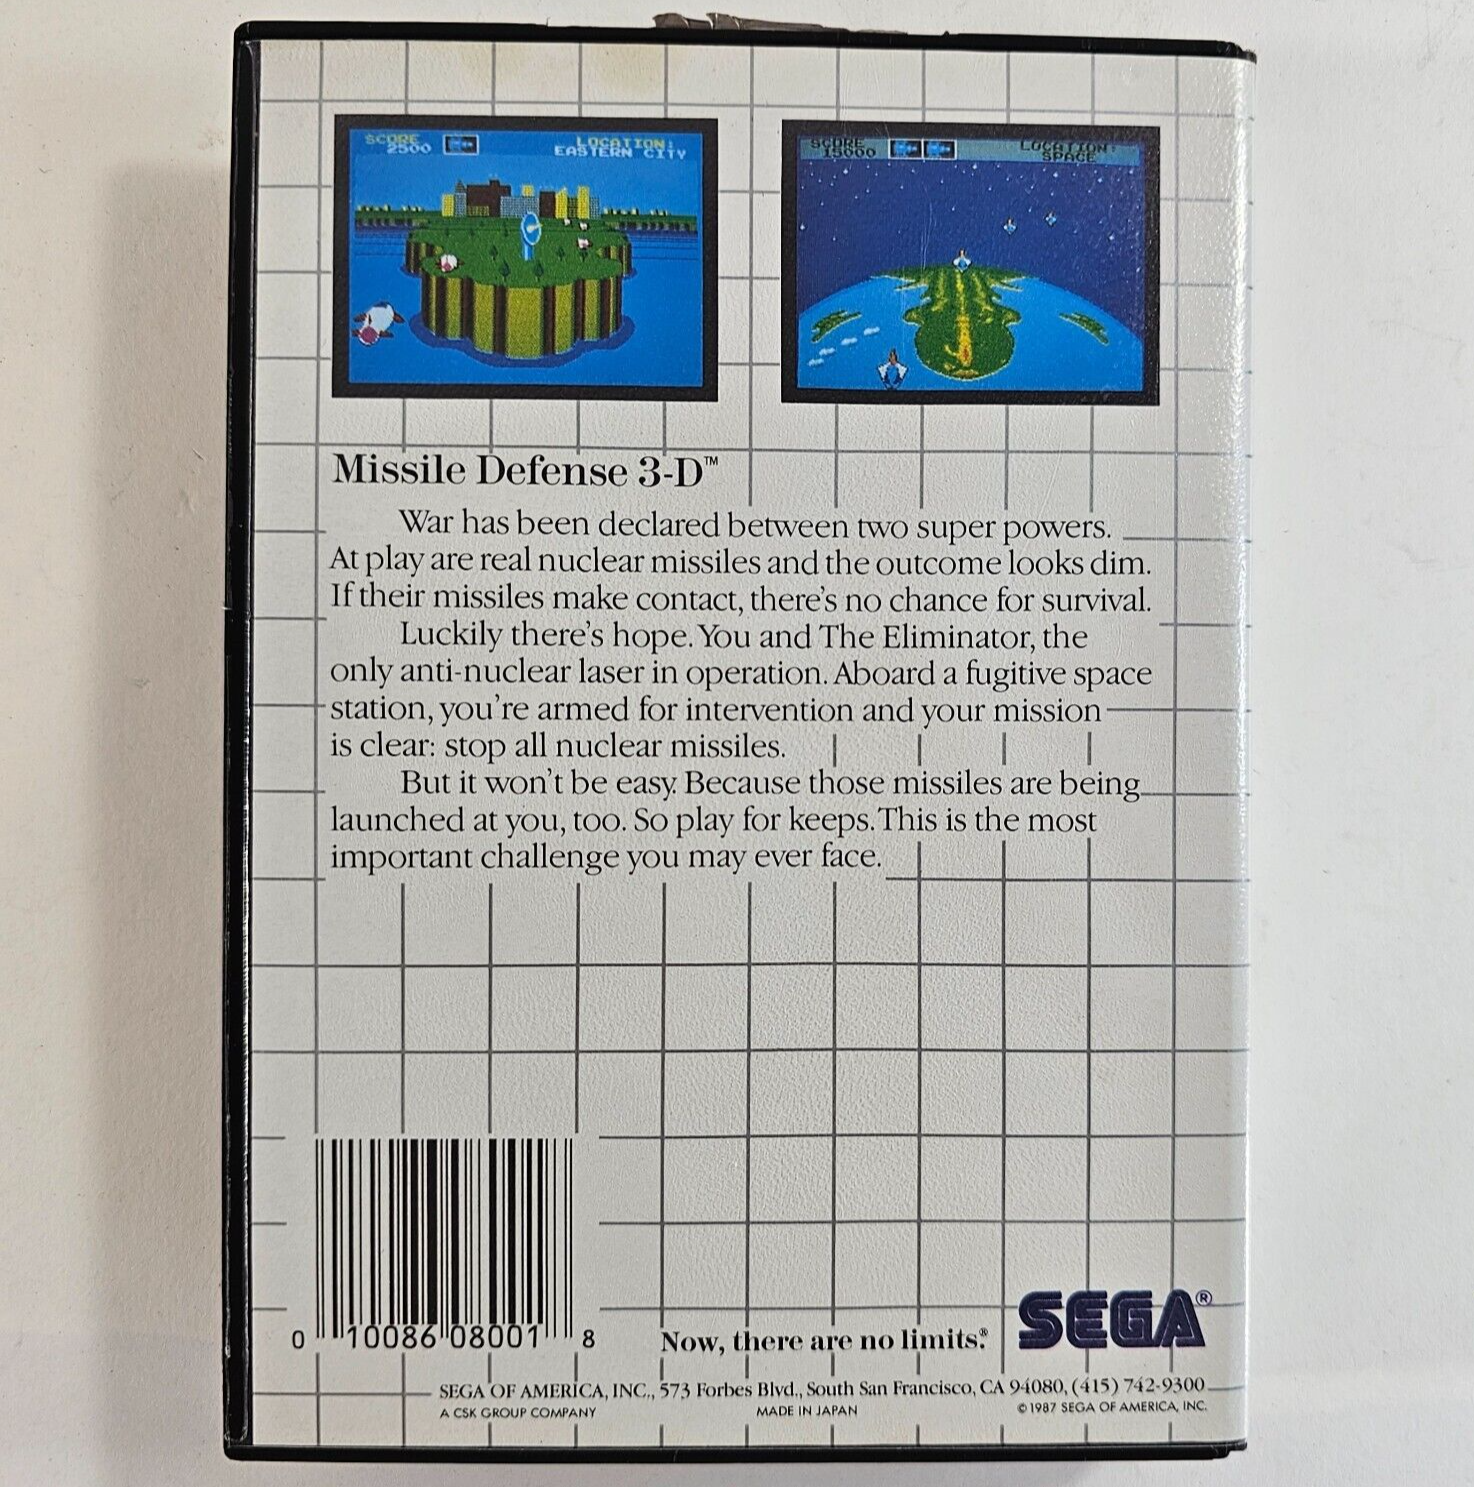 SCORE
2500
LOCATION:
EASTERN CITY
SCORE
15000
LOCATION:
SPACE
Missile Defense 3-D™
War has been declared between two super powers.
At play are real nuclear missiles and the outcome looks dim.
If their missiles make contact, there's no chance for survival.
Luckily there's hope. You and The Eliminator, the
only anti-nuclear laser in operation. Aboard a fugitive space
station, you're armed for intervention and your mission
is clear: stop all nuclear missiles.
But it won't be easy. Because those missiles are being
launched at you, too. So play for keeps. This is the most
important challenge you may ever face.
0 10086 08001 8
Now, there are no limits.®
SEGA®
SEGA OF AMERICA, INC., 573 Forbes Blvd., South San Francisco, CA 94080, (415) 742-9300
A CSK GROUP COMPANY MADE IN JAPAN © 1987 SEGA OF AMERICA, INC.